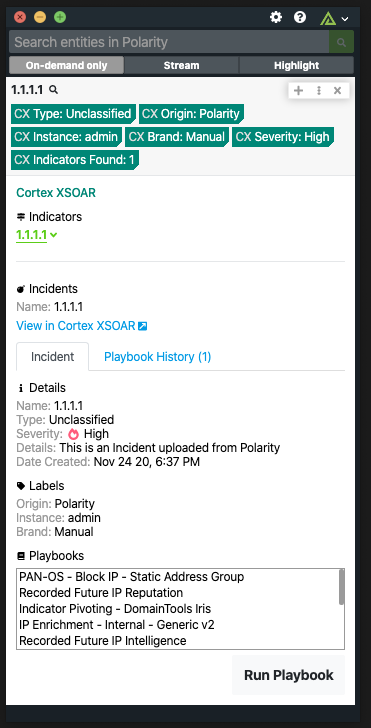 Search entities in Polarity
On-demand only Stream Highlight
1.1.1.1
CX Type: Unclassified CX Origin: Polarity
CX Instance: admin CX Brand: Manual CX Severity: High
CX Indicators Found: 1
Cortex XSOAR
Indicators
1.1.1.1
Incidents
Name: 1.1.1.1
View in Cortex XSOAR
Incident Playbook History (1)
Details
Name: 1.1.1.1
Type: Unclassified
Severity: High
Details: This is an Incident uploaded from Polarity
Date Created: Nov 24 20, 6:37 PM
Labels
Origin: Polarity
Instance: admin
Brand: Manual
Playbooks
PAN-OS - Block IP - Static Address Group
Recorded Future IP Reputation
Indicator Pivoting - DomainTools Iris
IP Enrichment - Internal - Generic v2
Recorded Future IP Intelligence
Run Playbook